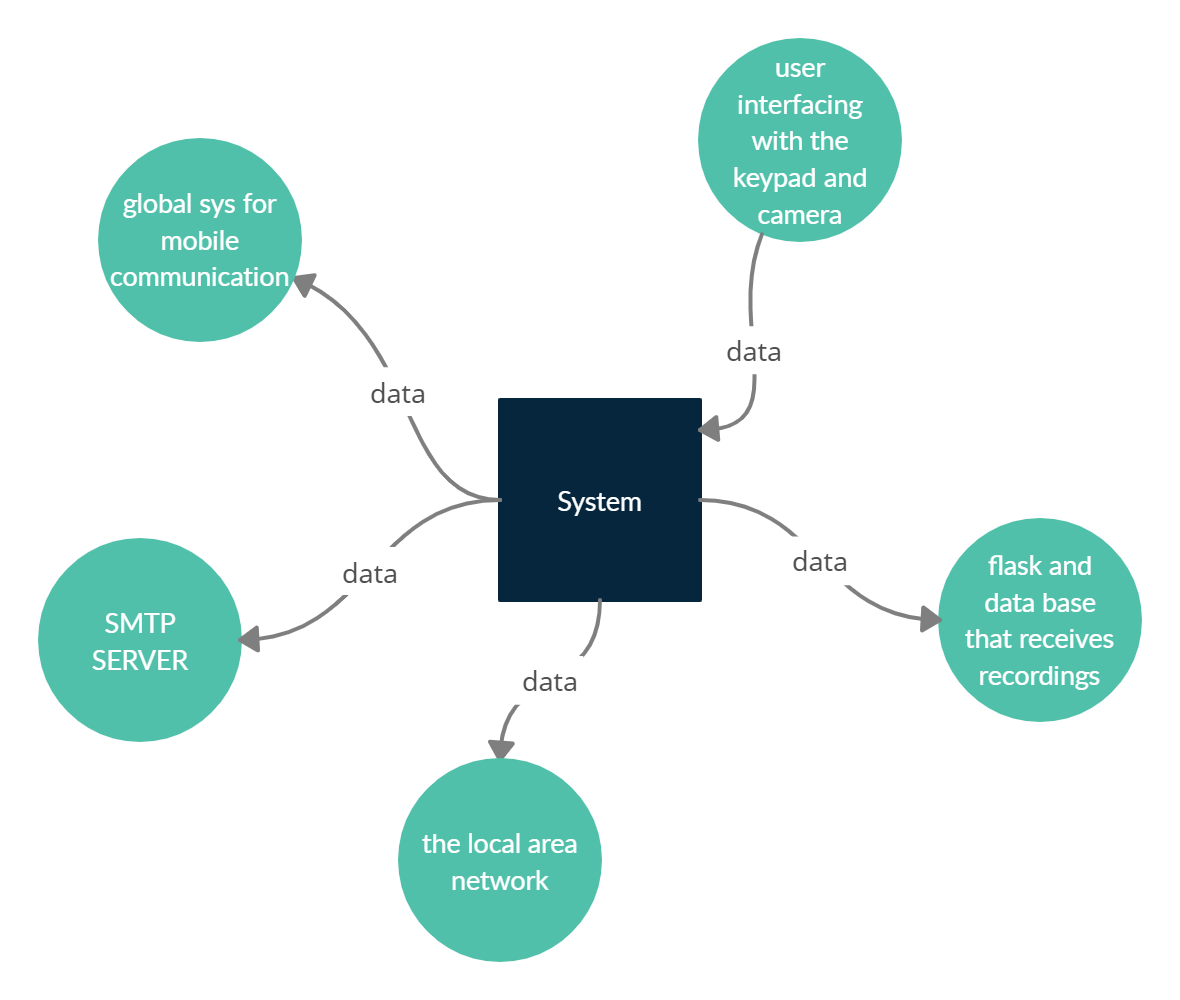 user
interfacing
with the
keypad and
camera
global sys for
mobile
communication
data
data
System
data
data
flask and
data base
that receives
recordings
SMTP
SERVER
data
the local area
network